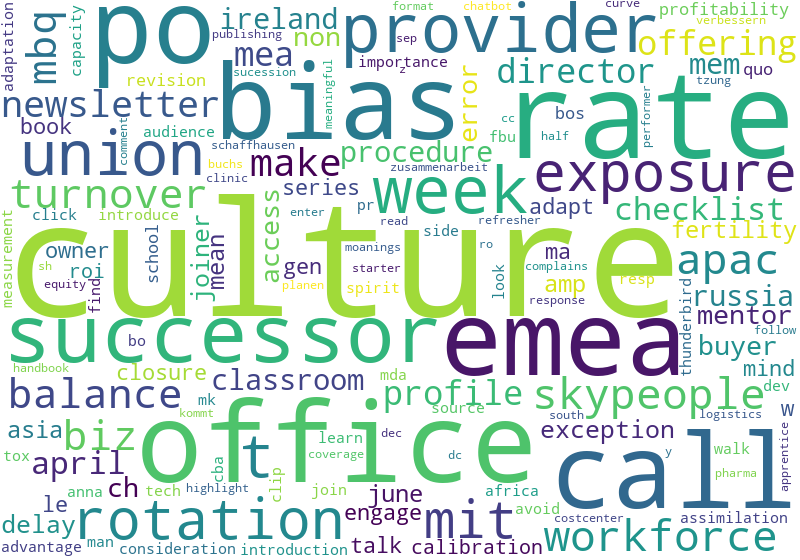 adaptation
mbq
capacity
po
ireland
publishing
mea
sucession
non
format
sep
chatbot
curve
provider
profitability
verbessern
offering
importance
z
meaningful
revision
bias
error
director
mem
quo
tzung
newsletter
book
audience
comment
schaffhausen
buchs
clinic
make
procedure
cc
fbu
bos
half
performer
rate
union
zusammenarbeit
exposure
turnover
series
week
adapt
checklist
measurement
click
introduce
school
joiner
mean
access
enter
pr
read
refresher
fertility
culture
owner
roi
sh
equity
find
gen
planen
moanings
starter
spirit
side
ro
look
complains
response
ma
amp
resp
apac
thunderbird
russia
mentor
follow
successor
bo
emea
buyer
mind
handbook
closure
classroom
balance
mk
kommt
mda
profile
source
skypeople
dev
south
logistics
w
asia
biz
office
t
learn
coverage
dec
dc
call
exception
y
walk
pharma
apprentice
tox
april
anna
ch
tech
cba
highlight
clip
join
june
africa
avoid
costcenter
assimilation
le
delay
rotation
engage
mit
workforce
advantage
man
consideration
introduction
talk
calibration